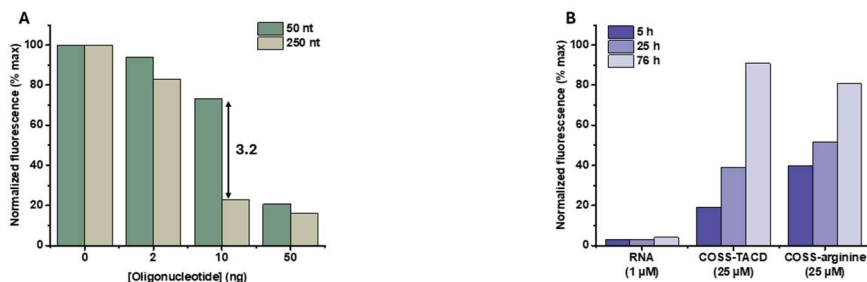 A
50 nt
250 nt
Normalized fluorescence (% max)
100
80
60
40
20
0
3.2
0
2
10
50
[Oligonucleotide] (ng)
B
5 h
25 h
76 h
Normalized fluorescsence (% max)
100
80
60
40
20
0
RNA
(1 µM)
COSS-TACD
(25 µM)
COSS-arginine
(25 µM)